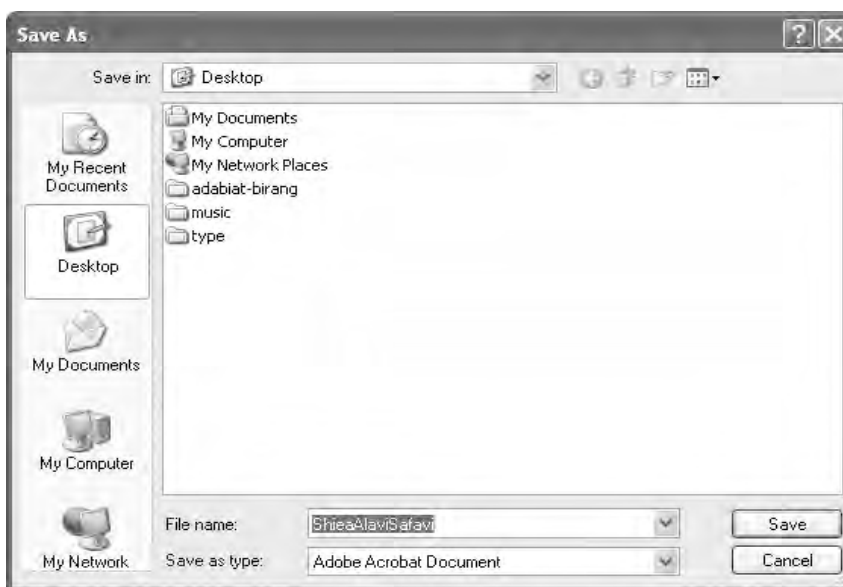 Save As
Save in:
Desktop
My Recent
Documents
Desktop
My Documents
My Computer
My Network
My Documents
My Computer
My Network Places
adabiat-birang
music
type
File name:
ShieaAlaviSafavi
Save
Save as type:
Adobe Acrobat Document
Cancel